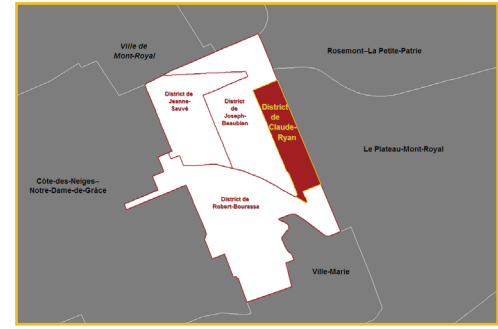 Ville de
Mont-Royal
Rosemont–La Petite-Patrie
District de
Jeanne-
Sauvé
District
de
Joseph-
Beaubien
District
de
Claude-
Ryan
Le Plateau-Mont-Royal
Côte-des-Neiges–
Notre-Dame-de-Grâce
District de
Robert-Bourassa
Ville-Marie